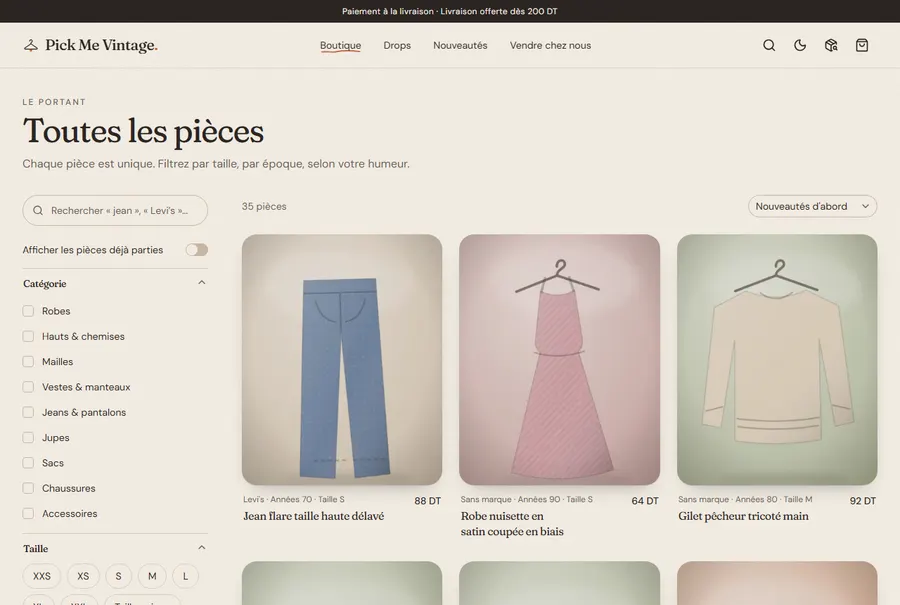 Paiement à la livraison · Livraison offerte dès 200 DT
Pick Me Vintage.
Boutique
Drops
Nouveautés
Vendre chez nous
LE PORTANT
Toutes les pièces
Chaque pièce est unique. Filtrez par taille, par époque, selon votre humeur.
Rechercher « jean », « Levi's »...
35 pièces
Nouveautés d'abord
Afficher les pièces déjà parties
Catégorie
Robes
Hauts & chemises
Mailles
Vestes & manteaux
Jeans & pantalons
Jupes
Sacs
Chaussures
Accessoires
Taille
XXS
XS
S
M
L
Levi's · Années 70 · Taille S
88 DT
Jean flare taille haute délavé
Sans marque · Années 90 · Taille S
64 DT
Robe nuisette en
satin coupée en biais
Sans marque · Années 80 · Taille M
92 DT
Gilet pêcheur tricoté main